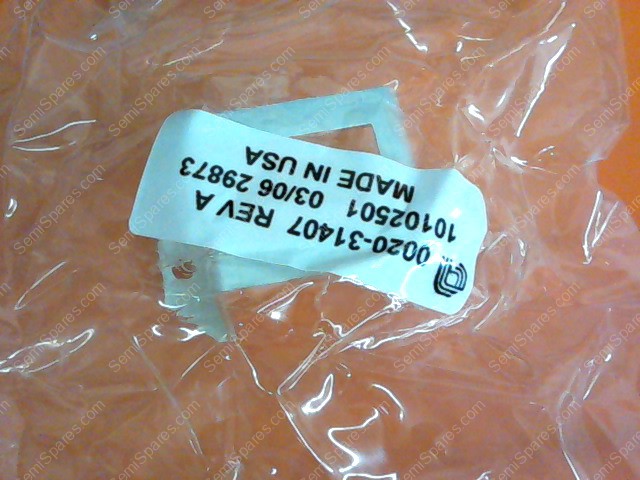 0020-31407 REV A
10102501 03/06 29873
MADE IN USA
SemiSpares.com